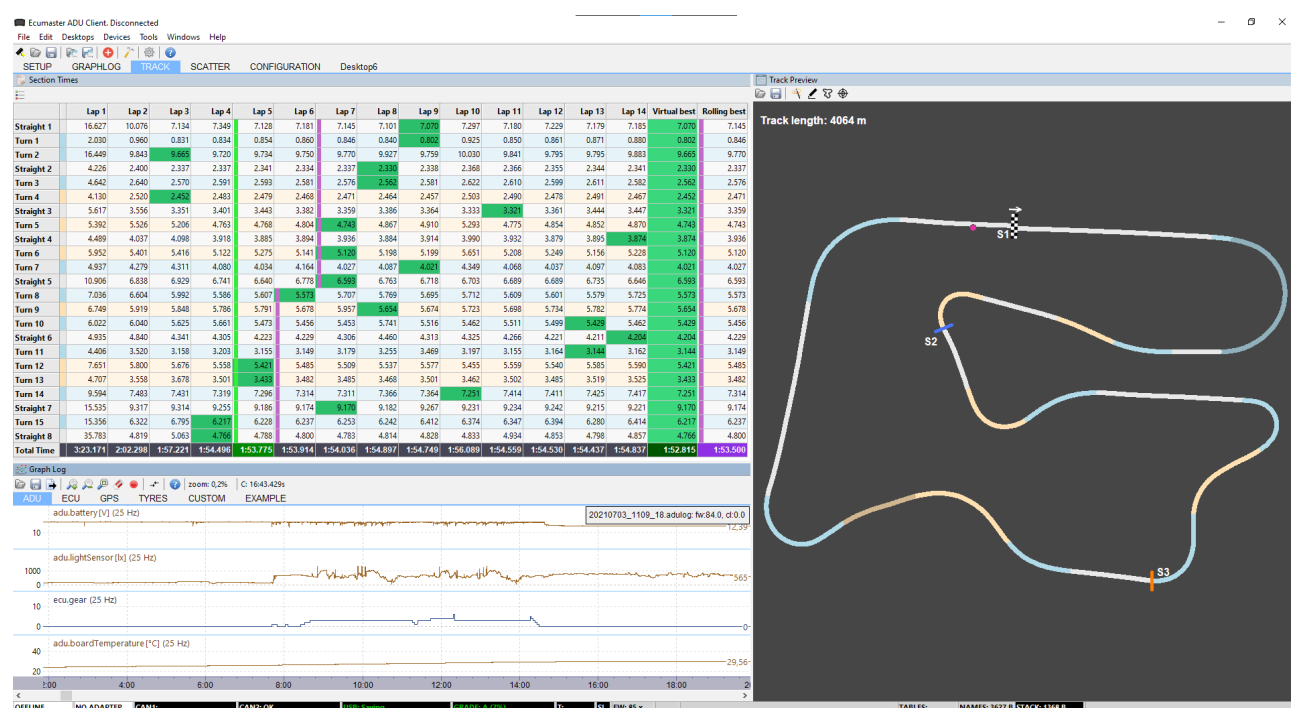 Ecumaster ADU Client. Disconnected
File Edit Desktops Devices Tools Windows Help
SETUP GRAPHLOG TRACK SCATTER CONFIGURATION Desktop6
Section Times
Lap 1 Lap 2 Lap 3 Lap 4 Lap 5 Lap 6 Lap 7 Lap 8 Lap 9 Lap 10 Lap 11 Lap 12 Lap 13 Lap 14 Virtual best Rolling best
Straight 1 16.627 10.076 7.134 7.349 7.128 7.181 7.145 7.101 7.070 7.297 7.180 7.229 7.179 7.185 7.070 7.145
Turn 1 2.030 0.960 0.831 0.834 0.854 0.860 0.846 0.840 0.802 0.925 0.850 0.861 0.871 0.880 0.802 0.846
Turn 2 16.449 9.843 9.665 9.720 9.734 9.750 9.770 9.927 9.759 10.030 9.841 9.795 9.795 9.883 9.665 9.770
Straight 2 4.226 2.400 2.337 2.337 2.341 2.334 2.337 2.330 2.338 2.368 2.366 2.355 2.344 2.341 2.330 2.337
Turn 3 4.642 2.640 2.570 2.591 2.593 2.581 2.576 2.562 2.581 2.622 2.610 2.599 2.611 2.582 2.562 2.576
Turn 4 4.130 2.520 2.452 2.483 2.479 2.468 2.471 2.464 2.457 2.503 2.490 2.478 2.491 2.467 2.452 2.471
Straight 3 5.617 3.556 3.351 3.401 3.443 3.382 3.359 3.386 3.364 3.333 3.321 3.361 3.444 3.447 3.321 3.359
Turn 5 5.392 5.526 5.206 4.763 4.768 4.804 4.743 4.867 4.910 5.293 4.775 4.854 4.852 4.870 4.743 4.743
Straight 4 4.489 4.037 4.098 3.918 3.885 3.894 3.936 3.884 3.914 3.990 3.932 3.879 3.895 3.874 3.874 3.936
Turn 6 5.952 5.401 5.416 5.122 5.275 5.141 5.120 5.198 5.199 5.651 5.208 5.249 5.156 5.228 5.120 5.120
Turn 7 4.937 4.279 4.311 4.080 4.034 4.164 4.027 4.087 4.021 4.349 4.068 4.037 4.097 4.083 4.021 4.027
Straight 5 10.906 6.838 6.929 6.741 6.640 6.778 6.593 6.763 6.718 6.703 6.689 6.689 6.735 6.646 6.593 6.593
Turn 8 7.036 6.604 5.992 5.586 5.607 5.573 5.707 5.769 5.695 5.712 5.609 5.601 5.579 5.725 5.573 5.573
Turn 9 6.749 5.919 5.848 5.786 5.791 5.678 5.957 5.654 5.674 5.723 5.698 5.734 5.782 5.774 5.654 5.678
Turn 10 6.022 6.040 5.625 5.661 5.473 5.456 5.453 5.741 5.516 5.462 5.511 5.499 5.429 5.462 5.429 5.456
Straight 6 4.935 4.840 4.341 4.305 4.223 4.229 4.306 4.460 4.313 4.325 4.266 4.221 4.211 4.204 4.204 4.229
Turn 11 4.406 3.520 3.158 3.203 3.155 3.149 3.179 3.255 3.469 3.197 3.155 3.164 3.144 3.162 3.144 3.149
Turn 12 7.651 5.800 5.676 5.558 5.421 5.485 5.509 5.537 5.577 5.455 5.559 5.540 5.585 5.590 5.421 5.485
Turn 13 4.707 3.558 3.678 3.501 3.433 3.482 3.485 3.468 3.501 3.462 3.502 3.485 3.519 3.525 3.433 3.482
Turn 14 9.594 7.483 7.431 7.319 7.296 7.314 7.311 7.366 7.364 7.251 7.414 7.411 7.425 7.417 7.251 7.314
Straight 7 15.535 9.317 9.314 9.255 9.186 9.174 9.170 9.182 9.267 9.231 9.234 9.242 9.215 9.221 9.170 9.174
Turn 15 15.356 6.322 6.795 6.217 6.228 6.237 6.253 6.242 6.412 6.374 6.347 6.394 6.280 6.414 6.217 6.237
Straight 8 35.783 4.819 5.063 4.766 4.788 4.800 4.783 4.814 4.828 4.833 4.934 4.853 4.798 4.857 4.766 4.800
Total Time 3:23.171 2:02.298 1:57.221 1:54.496 1:53.775 1:53.914 1:54.036 1:54.897 1:54.749 1:56.089 1:54.559 1:54.530 1:54.437 1:54.837 1:52.815 1:53.500
Graph Log
zoom: 0,2% C: 16:43.429s
ADU ECU GPS TYRES CUSTOM EXAMPLE
adu.battery[V] (25 Hz)
20210703_1109_18.adulog: fw:84.0, cl:0.0
12,39
10
adu.lightSensor[lx] (25 Hz)
1000
565
0
ecu.gear (25 Hz)
10
0
0
adu.boardTemperature[°C] (25 Hz)
40
29,56
20
2:00 4:00 6:00 8:00 10:00 12:00 14:00 16:00 18:00
Track Preview
Track length: 4064 m
S1
S2
S3
OFFLINE NO ADAPTER CAN1: CAN2: OK USB: Saving GRADE: A (7%) T: TABLES: NAMES: 3627 B STACK: 1368 B